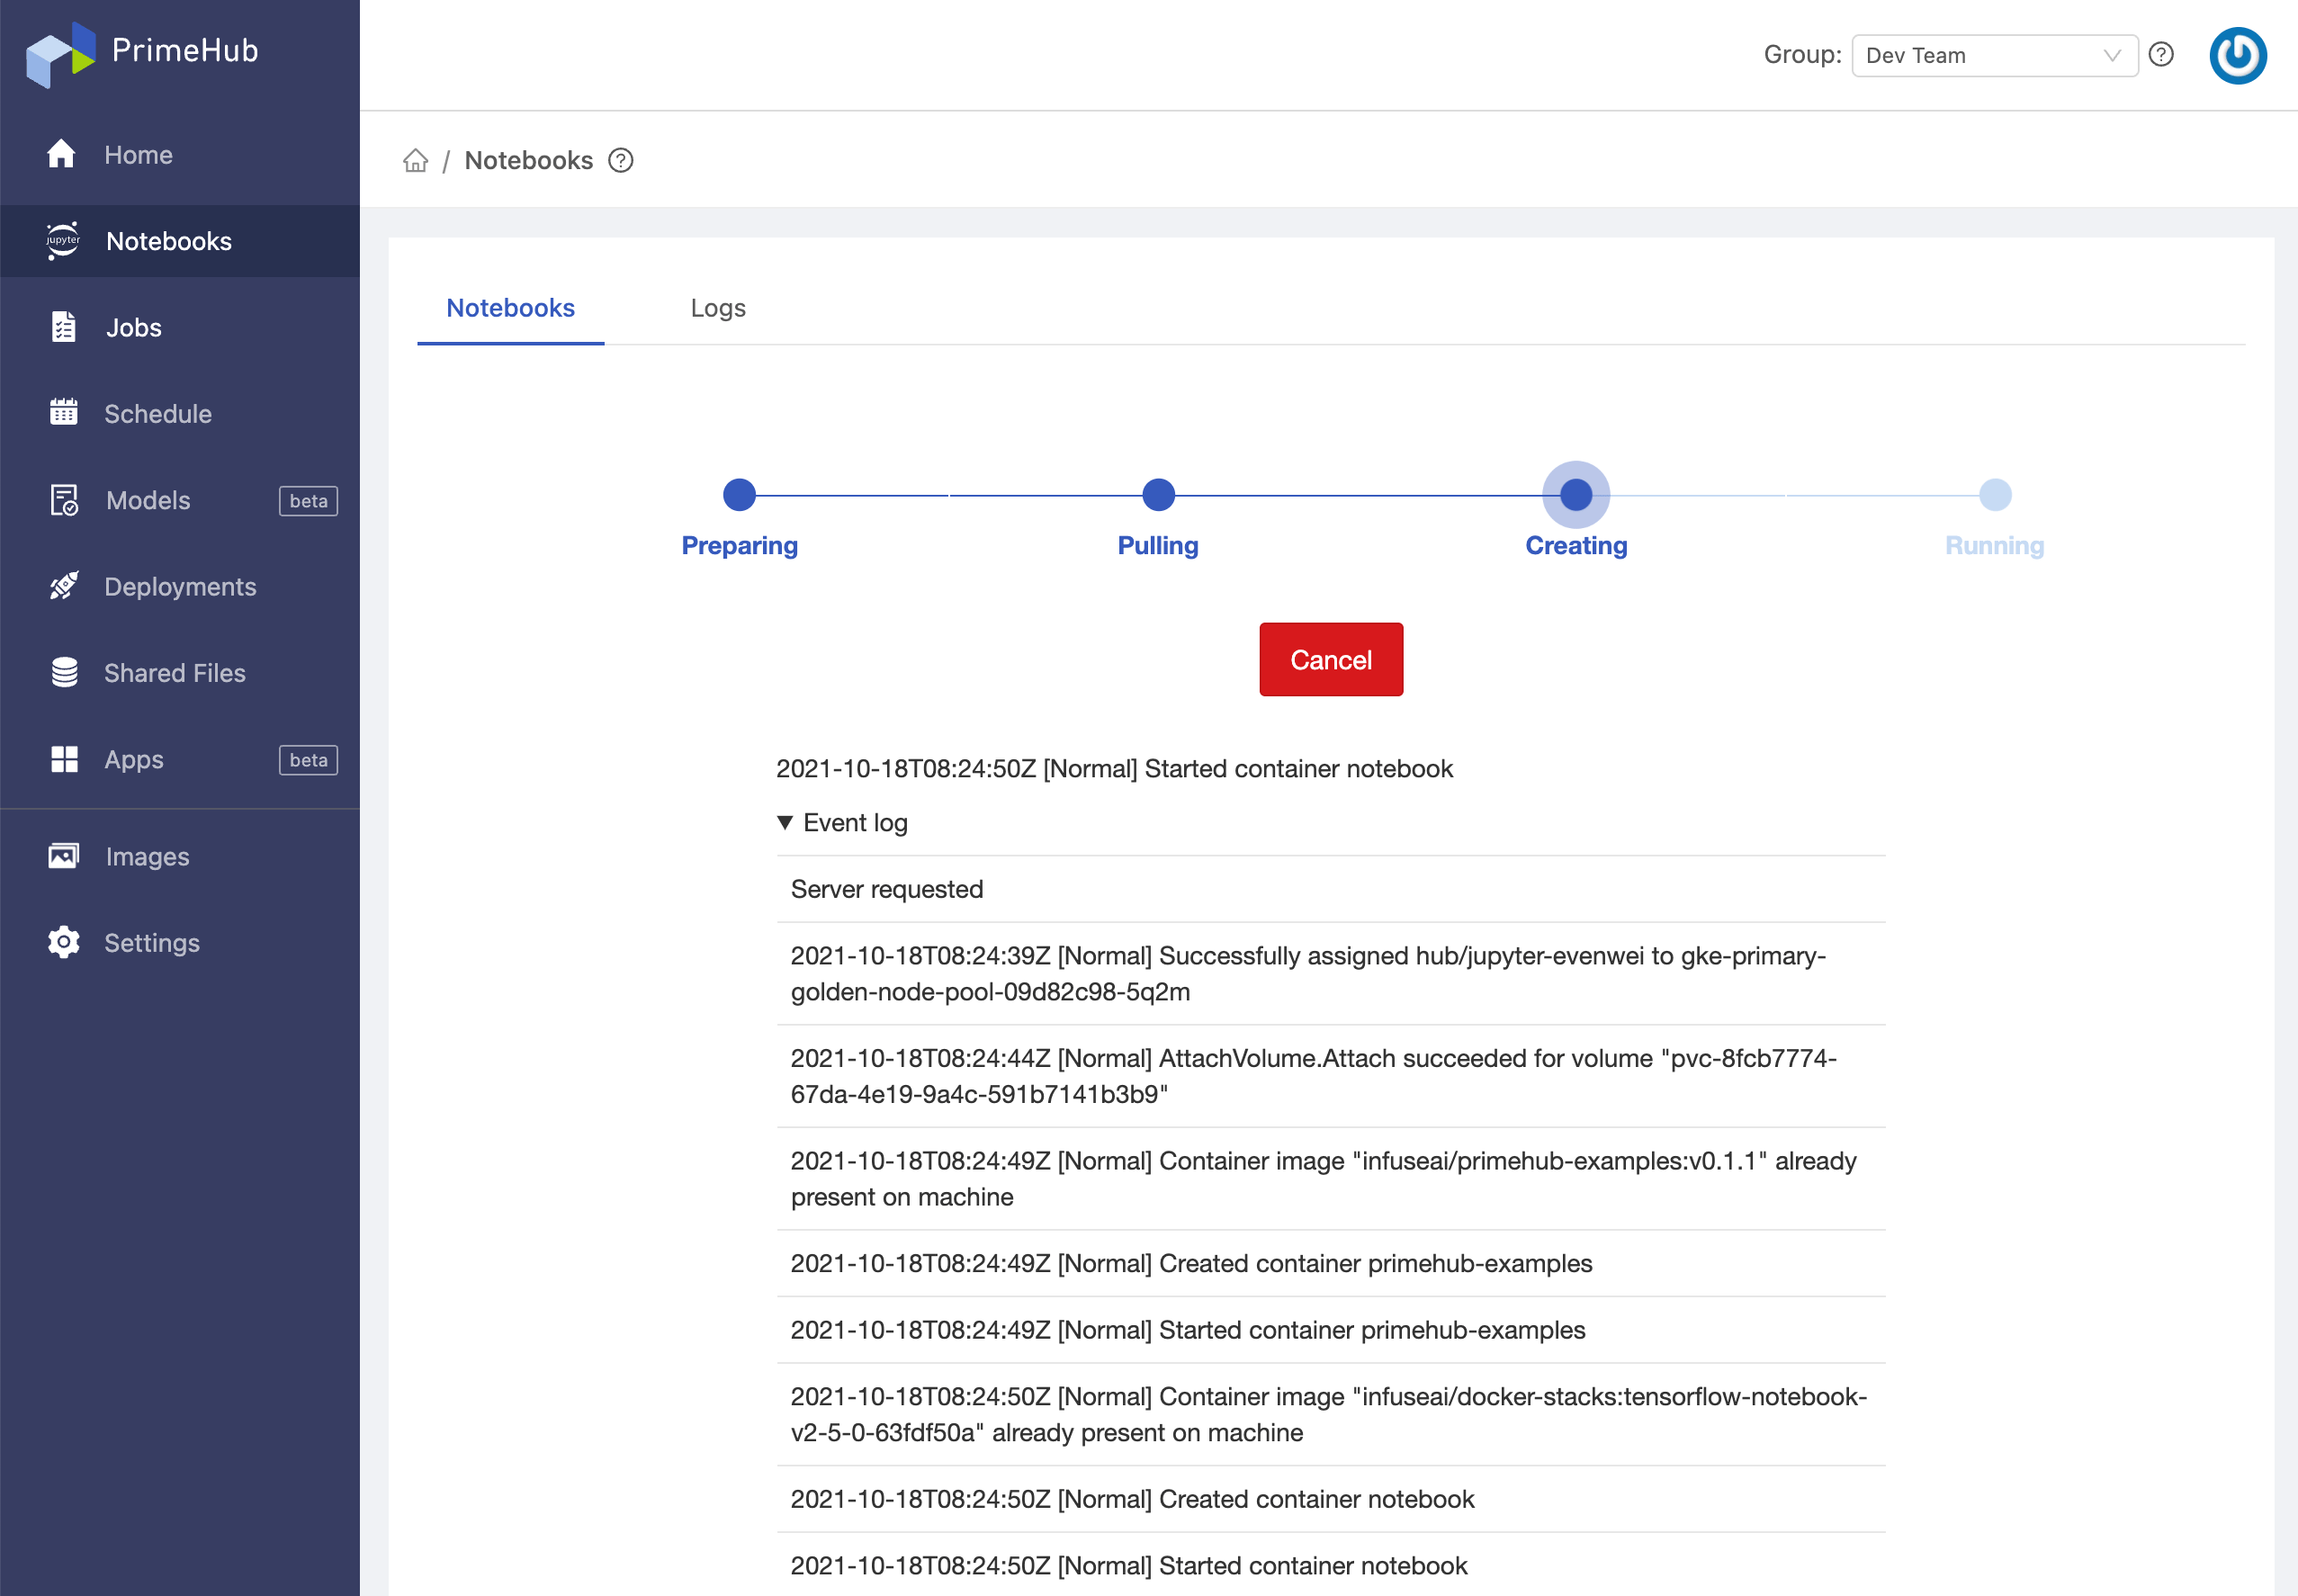 PrimeHub
Group:
Dev Team
Home
jupyter
Notebooks
Jobs
Schedule
Models
beta
Deployments
Shared Files
Apps
beta
Images
Settings
/ Notebooks
Notebooks
Logs
Preparing
Pulling
Creating
Running
Cancel
2021-10-18T08:24:50Z [Normal] Started container notebook
▼ Event log
Server requested
2021-10-18T08:24:39Z [Normal] Successfully assigned hub/jupyter-evenwei to gke-primary-
golden-node-pool-09d82c98-5q2m
2021-10-18T08:24:44Z [Normal] AttachVolume.Attach succeeded for volume "pvc-8fcb7774-
67da-4e19-9a4c-591b7141b3b9"
2021-10-18T08:24:49Z [Normal] Container image "infuseai/primehub-examples:v0.1.1" already
present on machine
2021-10-18T08:24:49Z [Normal] Created container primehub-examples
2021-10-18T08:24:49Z [Normal] Started container primehub-examples
2021-10-18T08:24:50Z [Normal] Container image "infuseai/docker-stacks:tensorflow-notebook-
v2-5-0-63fdf50a" already present on machine
2021-10-18T08:24:50Z [Normal] Created container notebook
2021-10-18T08:24:50Z [Normal] Started container notebook